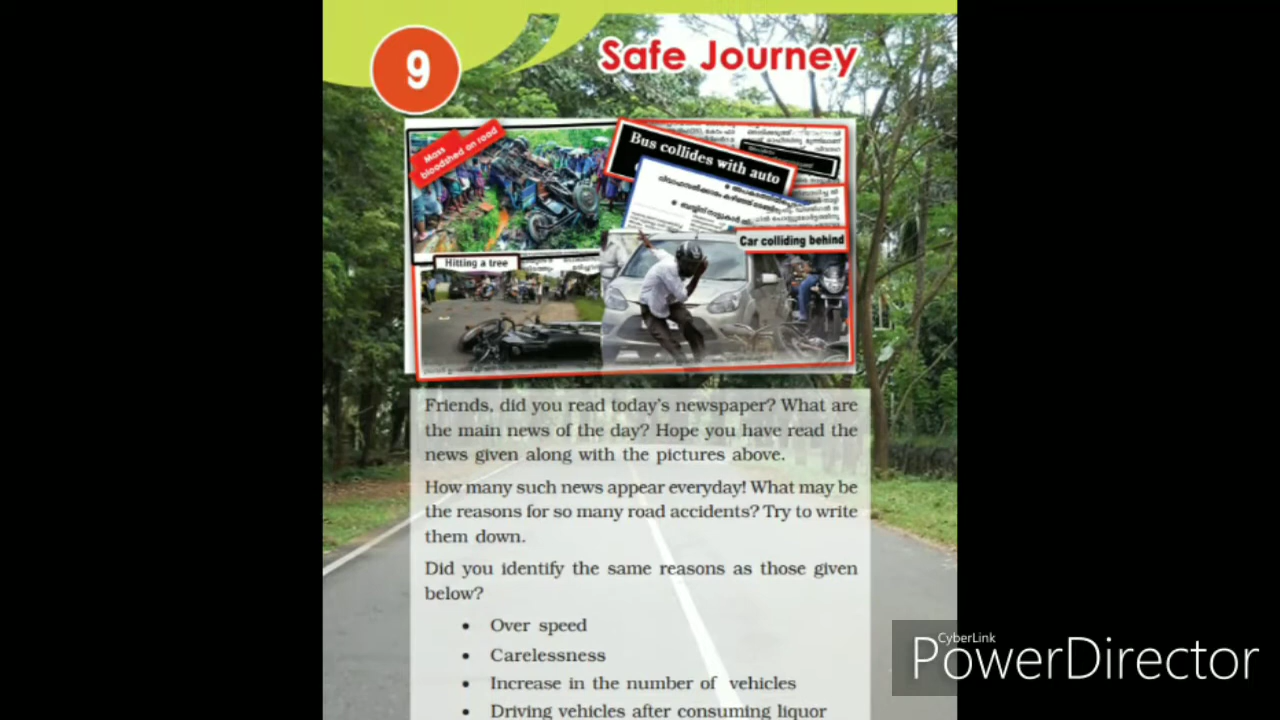 9
Safe Journey
Mass
bloodshed on road
Bus collides with auto
Car colliding behind
Hitting a tree
Friends, did you read today's newspaper? What are
the main news of the day? Hope you have read the
news given along with the pictures above.
How many such news appear everyday! What may be
the reasons for so many road accidents? Try to write
them down.
Did you identify the same reasons as those given
below?
• Over speed
• Carelessness
• Increase in the number of vehicles
• Driving vehicles after consuming liquor
CyberLink
PowerDirector